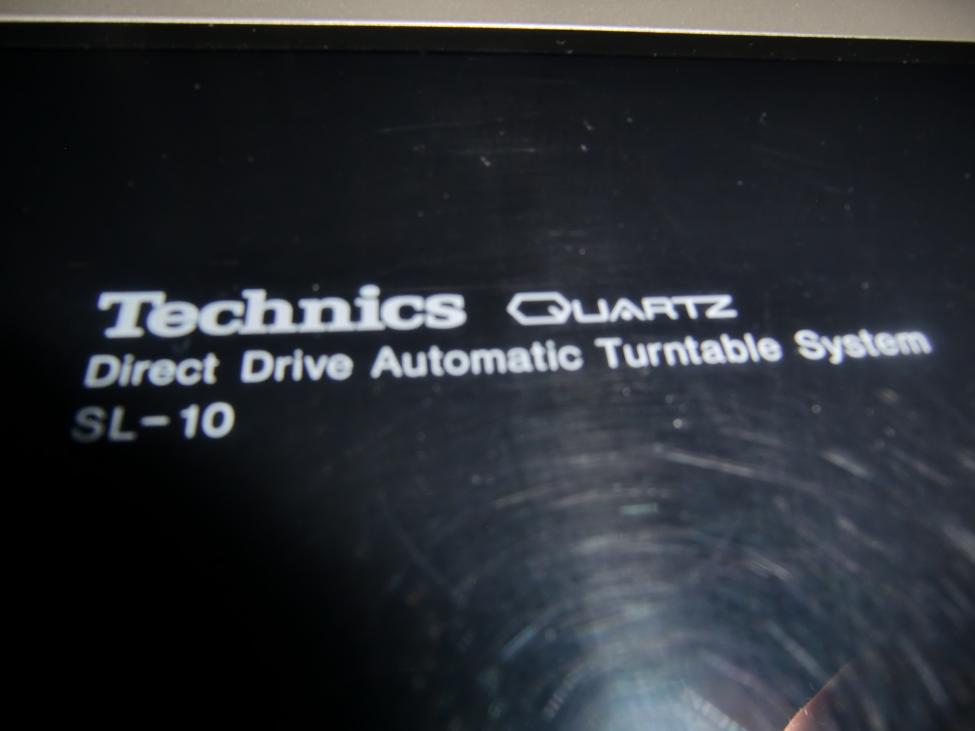 Technics QUARTZ
Direct Drive Automatic Turntable System
SL-10